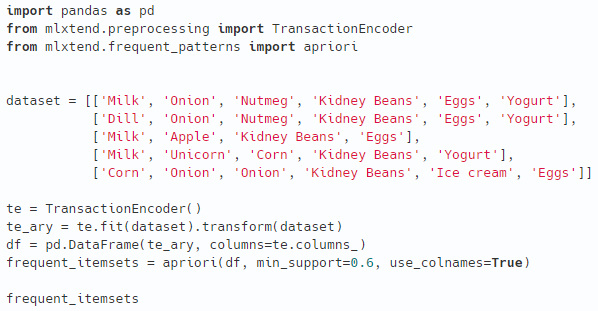 import pandas as pd
from mlxtend.preprocessing import TransactionEncoder
from mlxtend.frequent_patterns import apriori
dataset = [['Milk', 'Onion', 'Nutmeg', 'Kidney Beans', 'Eggs', 'Yogurt'],
['Dill', 'Onion', 'Nutmeg', 'Kidney Beans', 'Eggs', 'Yogurt'],
['Milk', 'Apple', 'Kidney Beans', 'Eggs'],
['Milk', 'Unicorn', 'Corn', 'Kidney Beans', 'Yogurt'],
['Corn', 'Onion', 'Onion', 'Kidney Beans', 'Ice cream', 'Eggs']]
te = TransactionEncoder()
te_ary = te.fit(dataset).transform(dataset)
df = pd.DataFrame(te_ary, columns=te.columns_)
frequent_itemsets = apriori(df, min_support=0.6, use_colnames=True)
frequent_itemsets